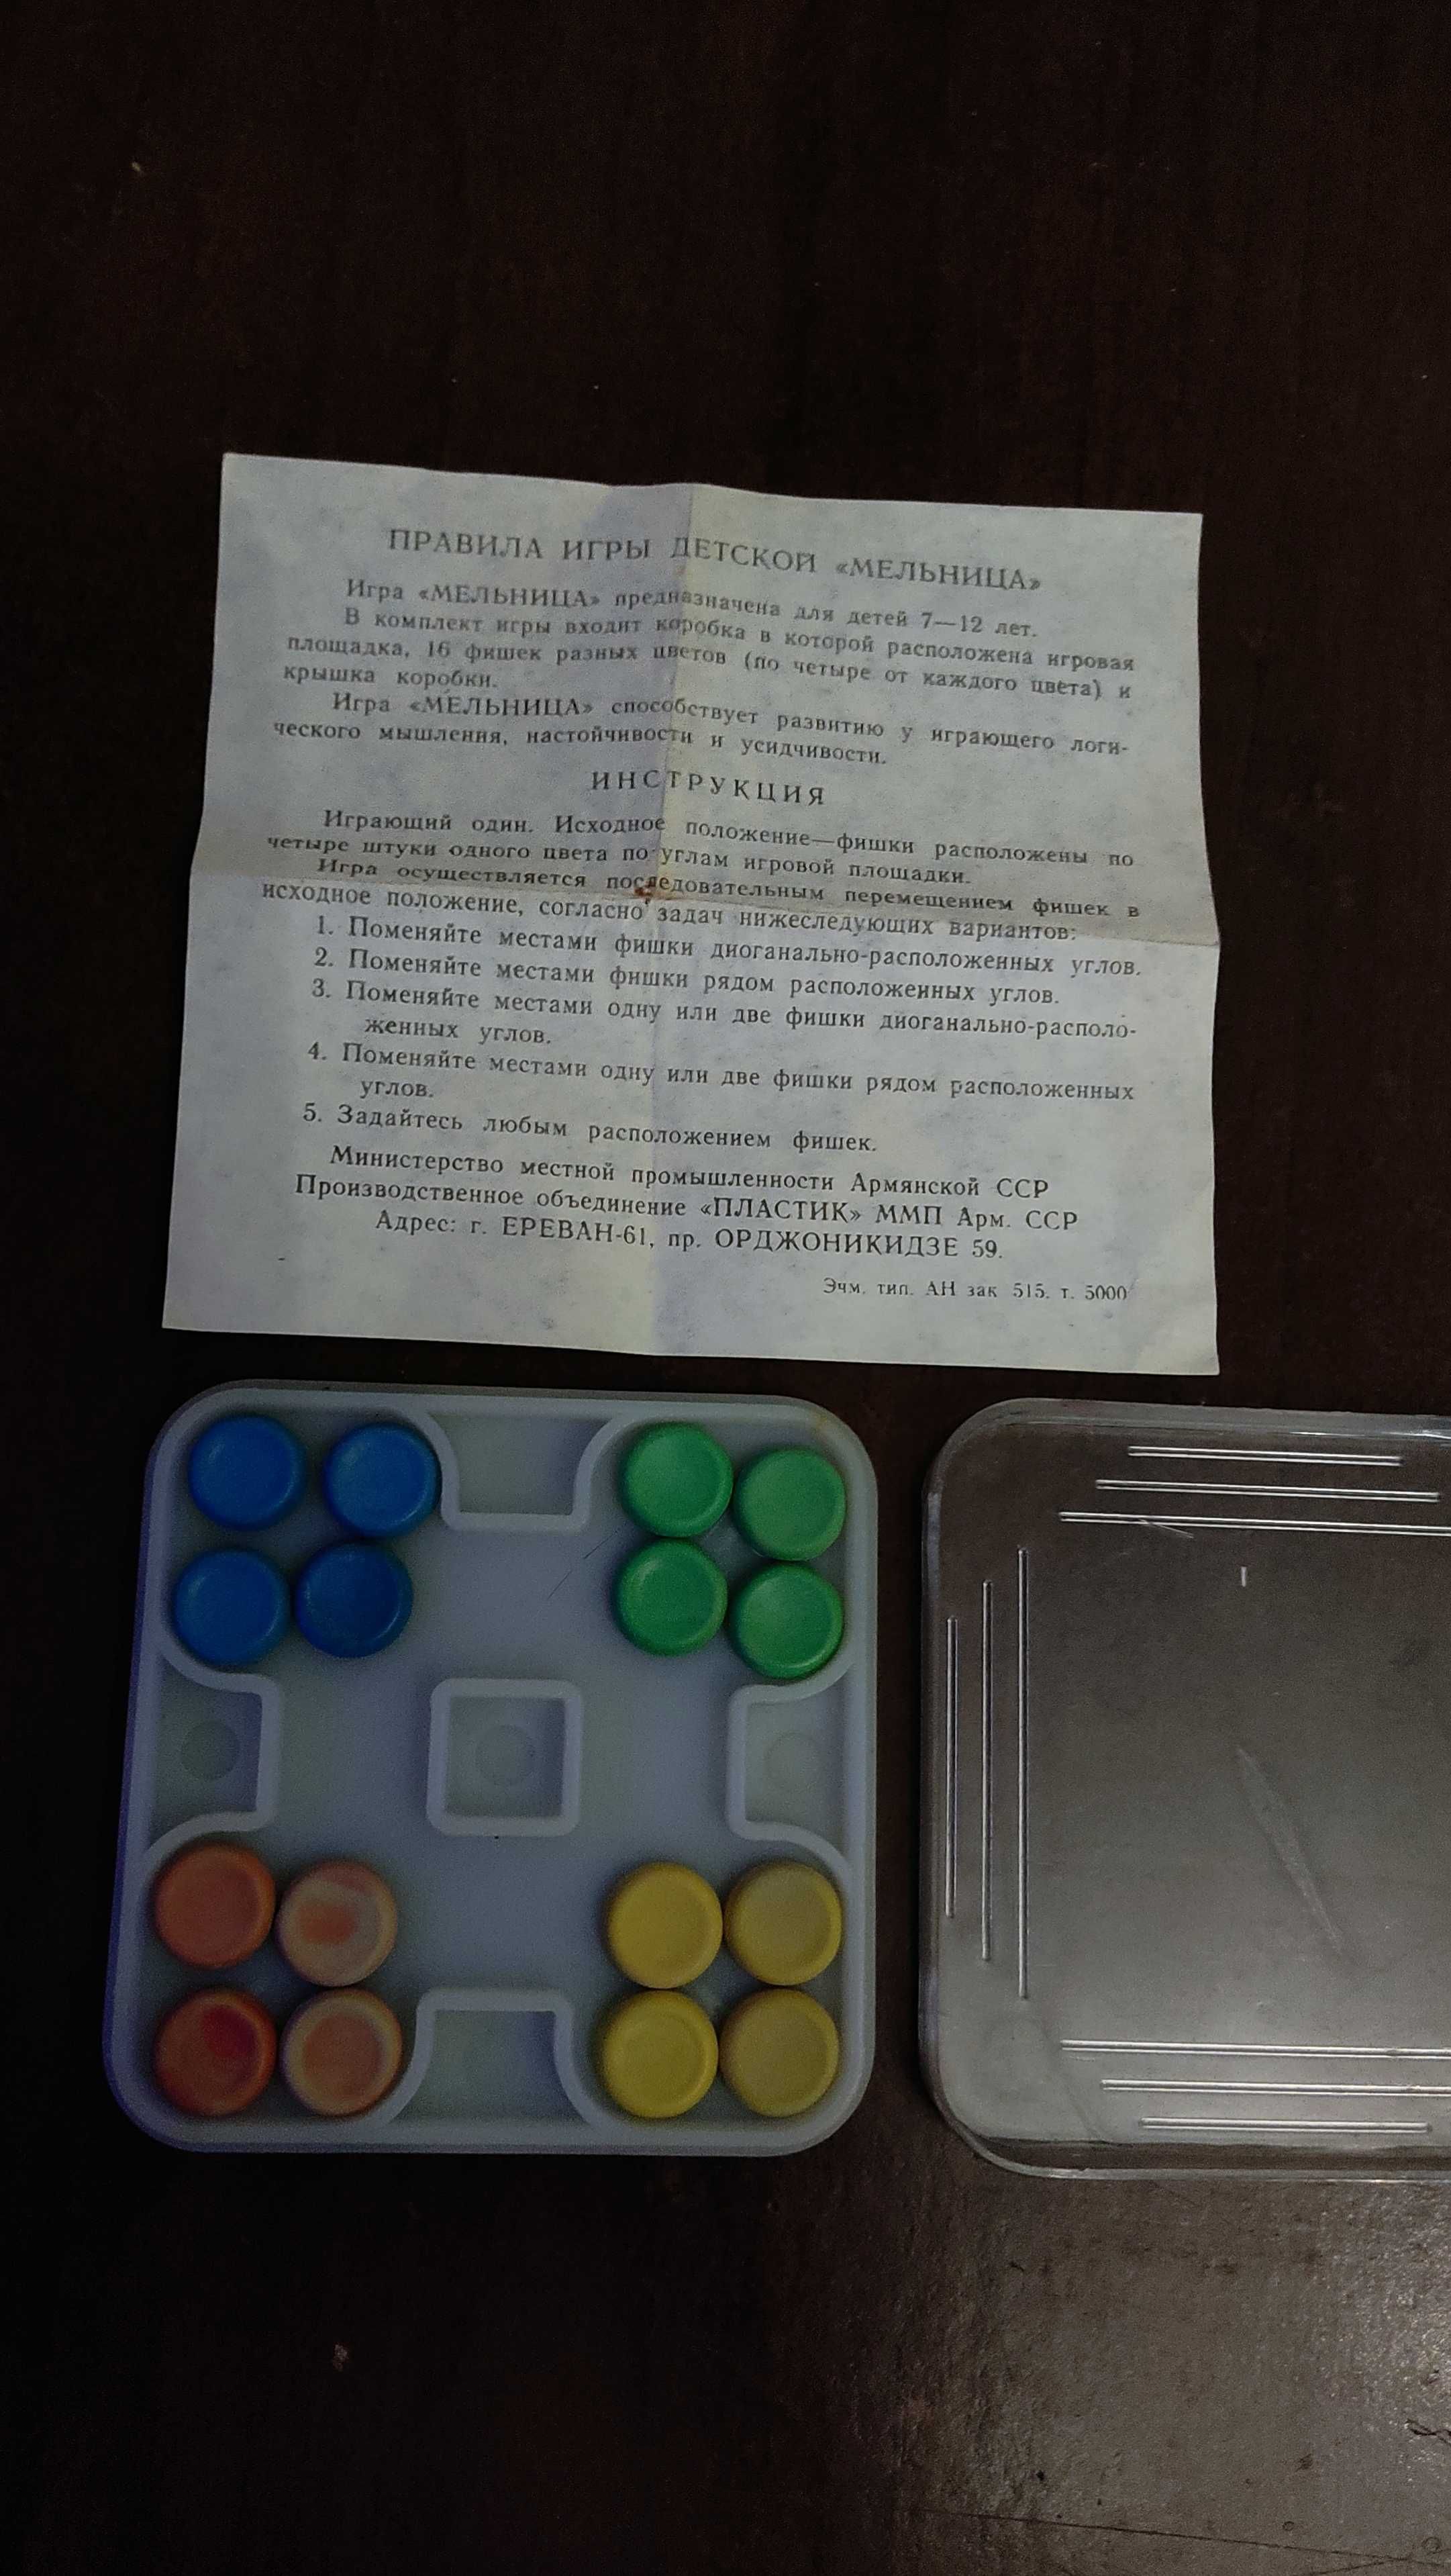 ПРАВИЛА ИГРЫ ДЕТСКОЙ «МЕЛЬНИЦА»
Игра «МЕЛЬНИЦА» предназначена для детей 7—12 лет.
В комплект игры входит коробка в которой расположена игровая
площадка, 16 фишек разных цветов (по четыре от каждого цвета) и
крышка коробки.
Игра «МЕЛЬНИЦА» способствует развитию у играющего логи-
ческого мышления, настойчивости и усидчивости.
ИНСТРУКЦИЯ
Играющий один. Исходное положение—фишки расположены по
четыре штуки одного цвета по углам игровой площадки.
Игра осуществляется последовательным перемещением фишек в
исходное положение, согласно задач нижеследующих вариантов:
1. Поменяйте местами фишки диоганально-расположенных углов.
2. Поменяйте местами фишки рядом расположенных углов.
3. Поменяйте местами одну или две фишки диоганально-располо-
женных углов.
4. Поменяйте местами одну или две фишки рядом расположенных
углов.
5. Задайтесь любым расположением фишек.
Министерство местной промышленности Армянской ССР
Производственное объединение «ПЛАСТИК» ММП Арм. ССР
Адрес: г. ЕРЕВАН-61, пр. ОРДЖОНИКИДЗЕ 59.
Эчм. тип. АН зак 515. т. 5000